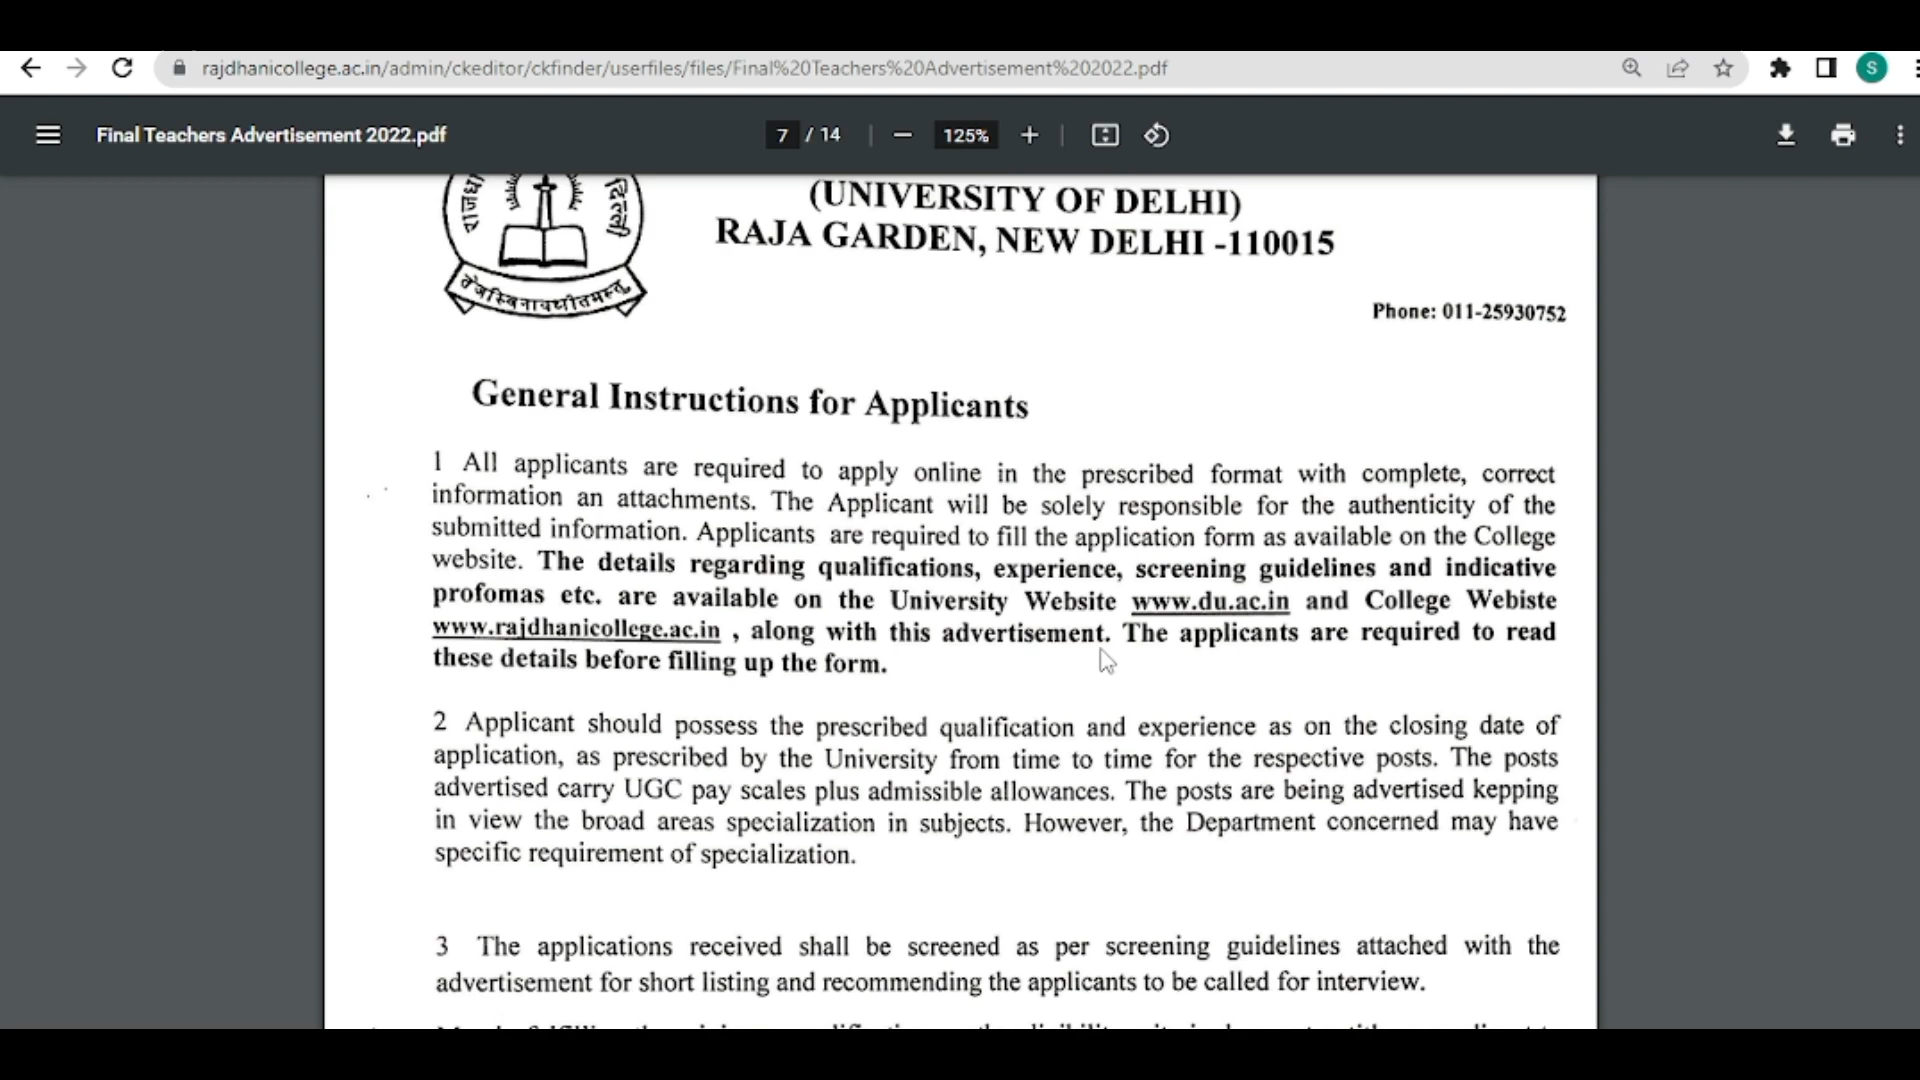 rajdhanicollege.ac.in/admin/ckeditor/ckfinder/userfiles/files/Final%20Teachers%20Advertisement%202022.pdf
S
Final Teachers Advertisement 2022.pdf
7 / 14
125%
दिल्ली
तेजस्विनावधीतमस्तु
(UNIVERSITY OF DELHI)
RAJA GARDEN, NEW DELHI -110015
Phone: 011-25930752
General Instructions for Applicants
1 All applicants are required to apply online in the prescribed format with complete, correct
information an attachments. The Applicant will be solely responsible for the authenticity of the
submitted information. Applicants are required to fill the application form as available on the College
website. The details regarding qualifications, experience, screening guidelines and indicative
profomas etc. are available on the University Website www.du.ac.in and College Webiste
www.rajdhanicollege.ac.in , along with this advertisement. The applicants are required to read
these details before filling up the form.
2 Applicant should possess the prescribed qualification and experience as on the closing date of
application, as prescribed by the University from time to time for the respective posts. The posts
advertised carry UGC pay scales plus admissible allowances. The posts are being advertised kepping
in view the broad areas specialization in subjects. However, the Department concerned may have
specific requirement of specialization.
3 The applications received shall be screened as per screening guidelines attached with the
advertisement for short listing and recommending the applicants to be called for interview.